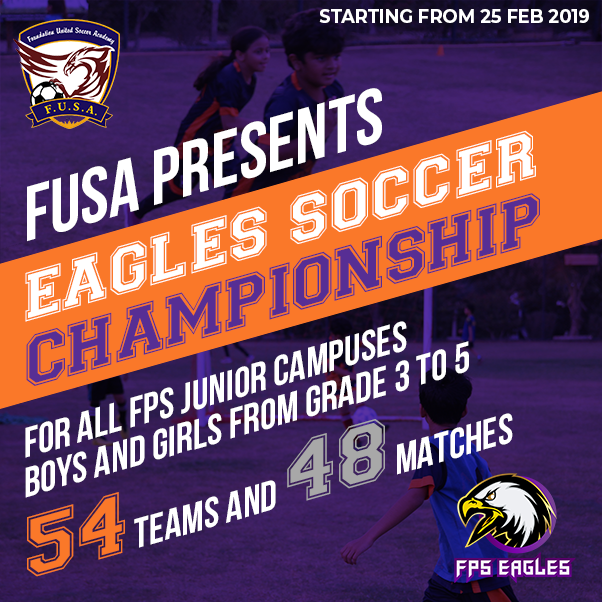 STARTING FROM 25 FEB 2019
Foundation United Soccer Academy
F.U.S.A.
FUSA PRESENTS
EAGLES SOCCER
CHAMPIONSHIP
FOR ALL FPS JUNIOR CAMPUSES
BOYS AND GIRLS FROM GRADE 3 TO 5
54 TEAMS AND 48 MATCHES
FPS EAGLES